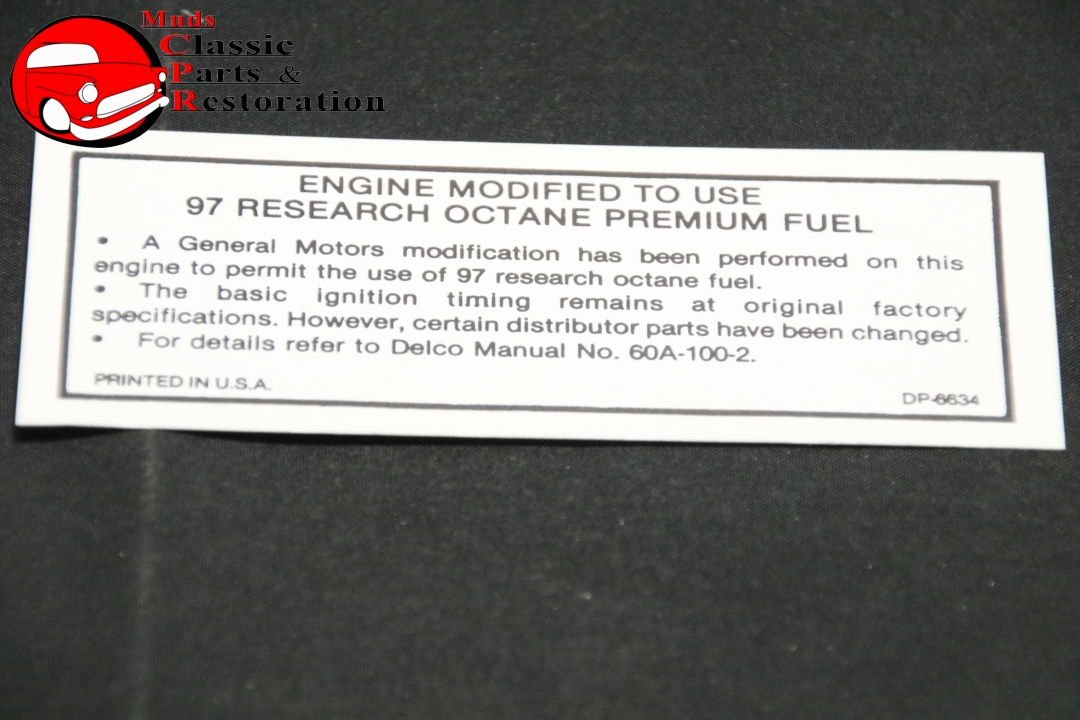 Muds
Classic
Parts &
Restoration
ENGINE MODIFIED TO USE
97 RESEARCH OCTANE PREMIUM FUEL
• A General Motors modification has been performed on this
engine to permit the use of 97 research octane fuel.
• The basic ignition timing remains at original factory
specifications. However, certain distributor parts have been changed.
• For details refer to Delco Manual No. 60A-100-2.
PRINTED IN U.S.A.
DP-6634